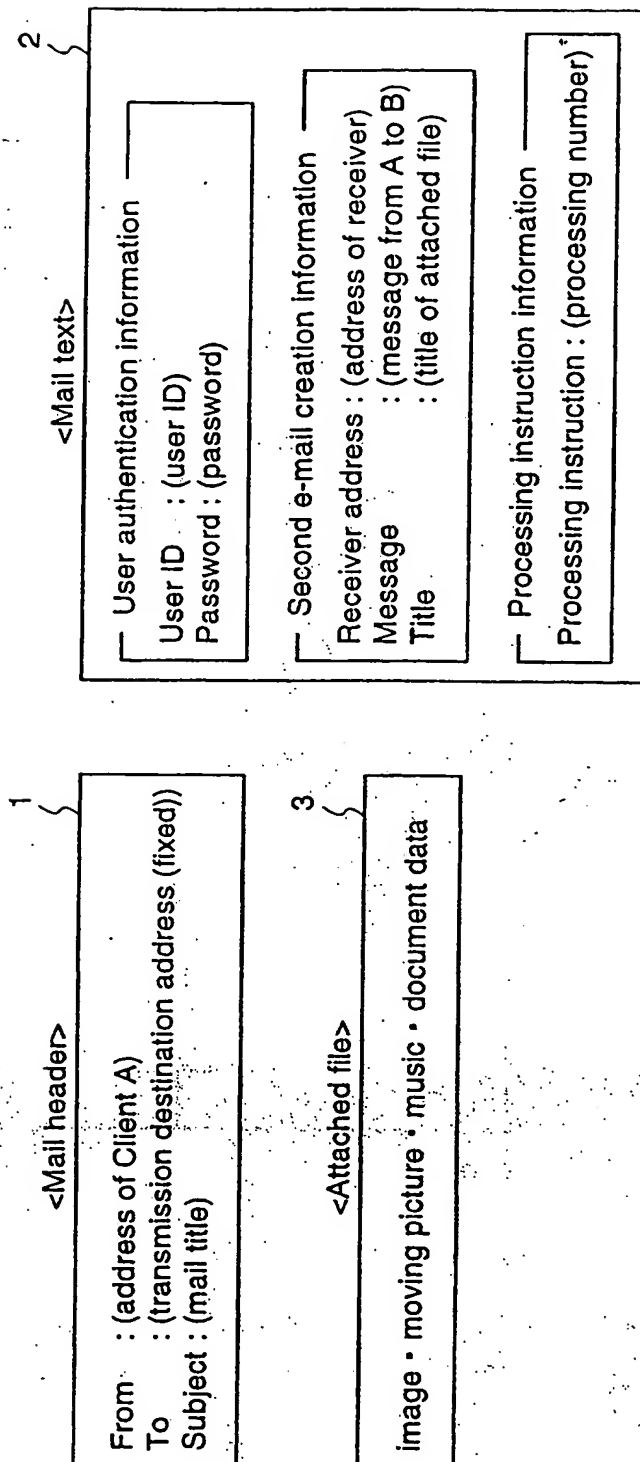 <Mail header>
1
From : (address of Client A)
To : (transmission destination address (fixed))
Subject : (mail title)
<Attached file>
3
image • moving picture • music • document data
<Mail text>
2
User authentication information
User ID : (user ID)
Password : (password)
Second e-mail creation information
Receiver address : (address of receiver)
Message : (message from A to B)
Title : (title of attached file)
Processing instruction information
Processing instruction : (processing number)